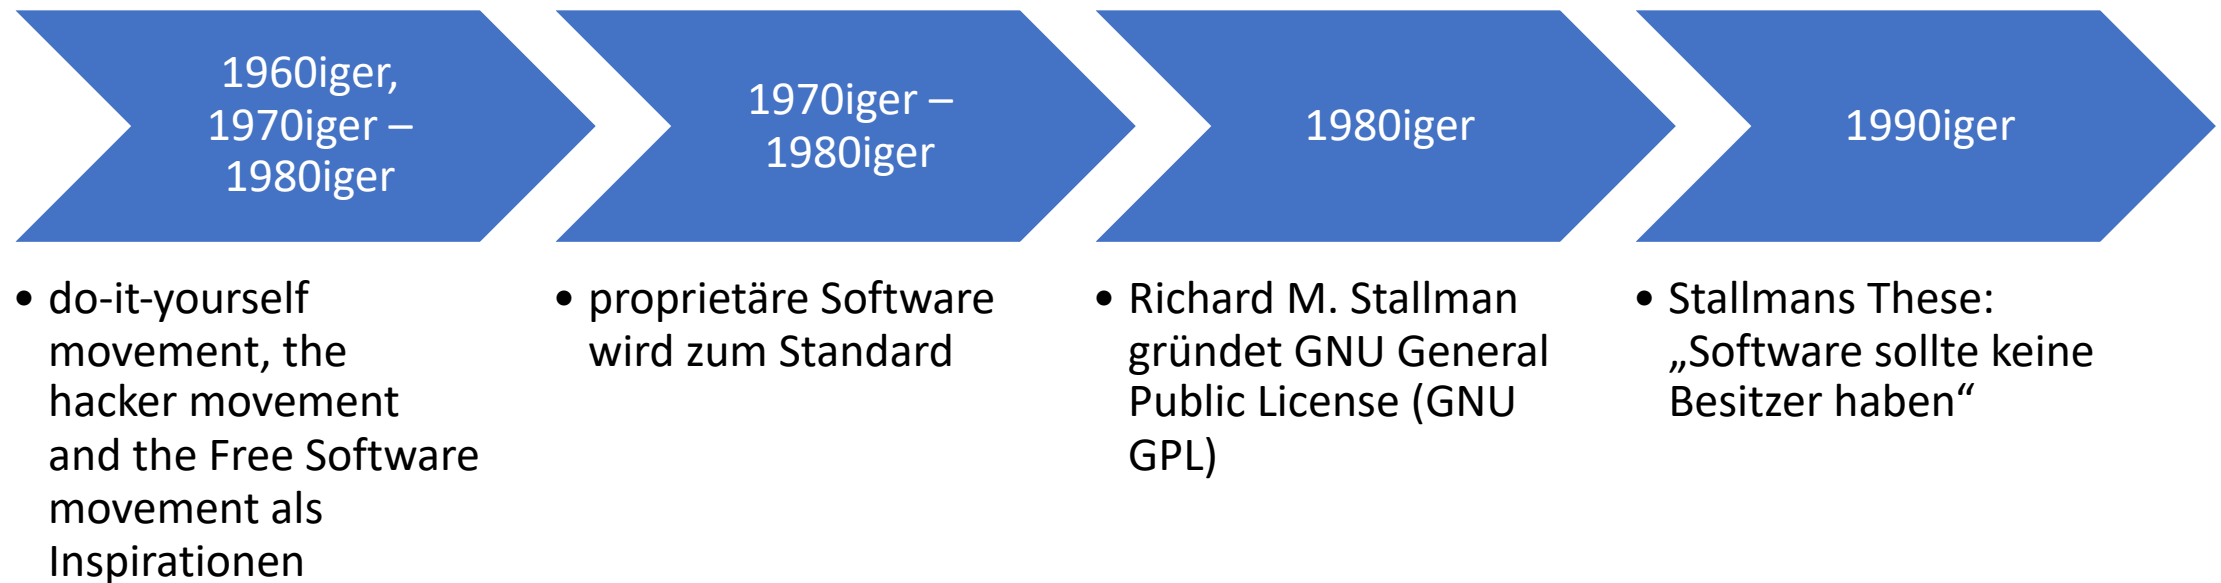 1960iger,
1970iger –
1980iger
• do-it-yourself
movement, the
hacker movement
and the Free Software
movement als
Inspirationen
1970iger –
1980iger
• proprietäre Software
wird zum Standard
1980iger
• Richard M. Stallman
gründet GNU General
Public License (GNU
GPL)
1990iger
• Stallmans These:
„Software sollte keine
Besitzer haben“